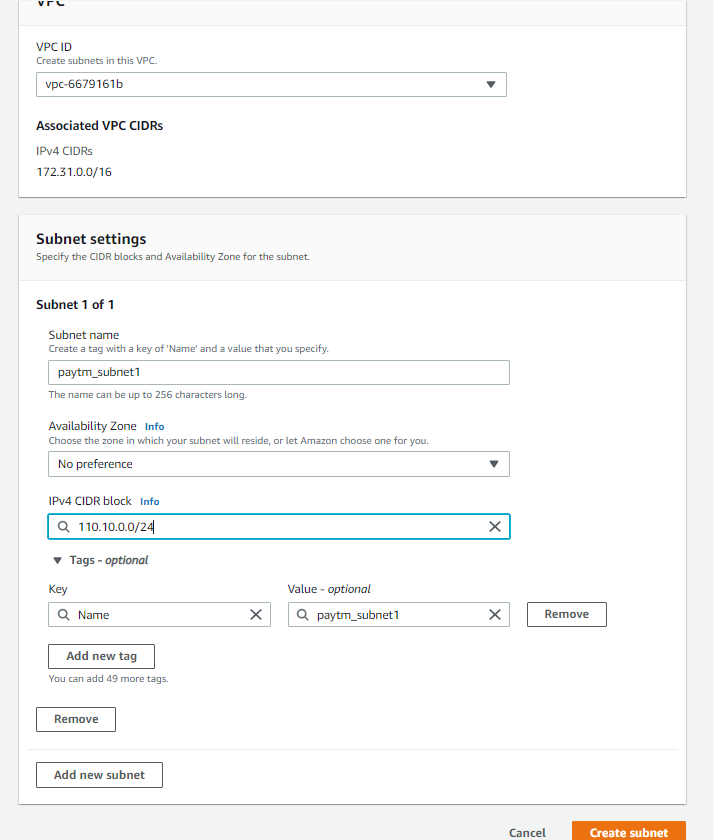 VPC
VPC ID
Create subnets in this VPC.
vpc-6679161b
Associated VPC CIDRs
IPv4 CIDRs
172.31.0.0/16
Subnet settings
Specify the CIDR blocks and Availability Zone for the subnet.
Subnet 1 of 1
Subnet name
Create a tag with a key of 'Name' and a value that you specify.
paytm_subnet1
The name can be up to 256 characters long.
Availability Zone Info
Choose the zone in which your subnet will reside, or let Amazon choose one for you.
No preference
IPv4 CIDR block Info
110.10.0.0/24
Tags - optional
Key Value - optional
Name paytm_subnet1 Remove
Add new tag
You can add 49 more tags.
Remove
Add new subnet
Cancel Create subnet